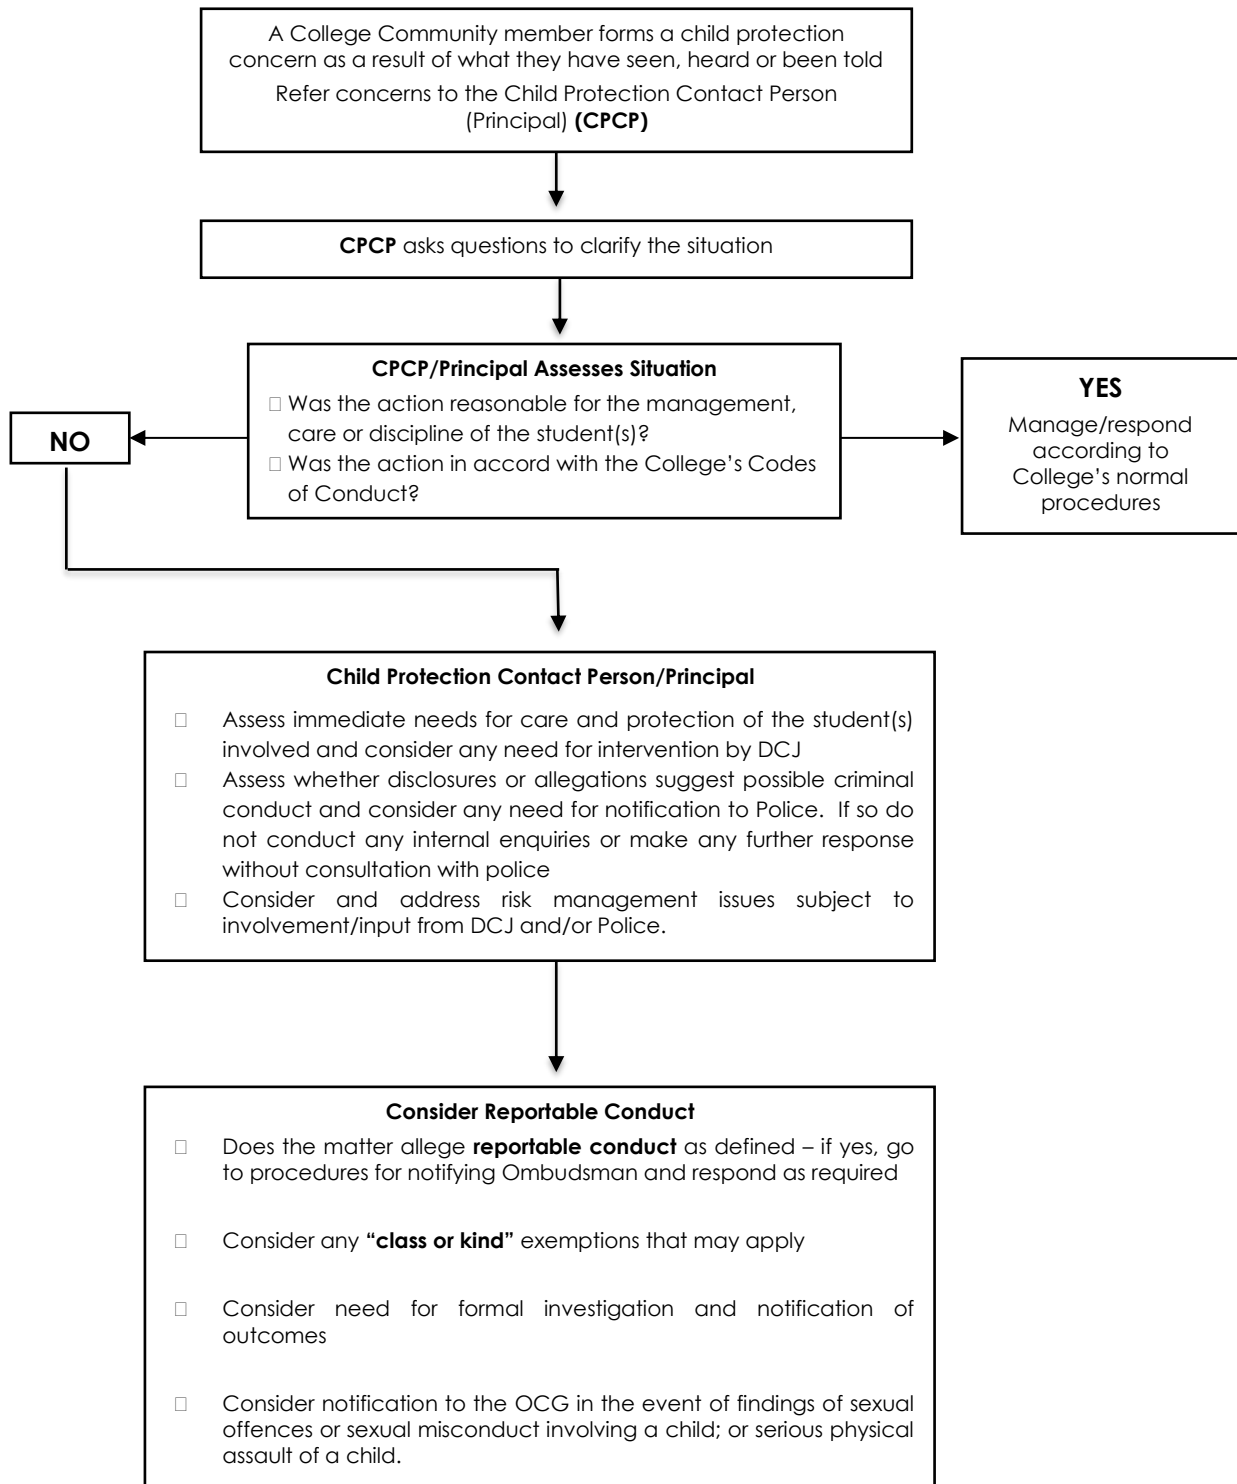 A College Community member forms a child protection
concern as a result of what they have seen, heard or been told
Refer concerns to the Child Protection Contact Person
(Principal) (CPCP)
CPCP asks questions to clarify the situation
CPCP/Principal Assesses Situation
Was the action reasonable for the management,
care or discipline of the student(s)?
Was the action in accord with the College’s Codes
of Conduct?
NO
YES
Manage/respond
according to
College’s normal
procedures
Child Protection Contact Person/Principal
Assess immediate needs for care and protection of the student(s)
involved and consider any need for intervention by DCJ
Assess whether disclosures or allegations suggest possible criminal
conduct and consider any need for notification to Police. If so do
not conduct any internal enquiries or make any further response
without consultation with police
Consider and address risk management issues subject to
involvement/input from DCJ and/or Police.
Consider Reportable Conduct
Does the matter allege reportable conduct as defined – if yes, go
to procedures for notifying Ombudsman and respond as required
Consider any “class or kind” exemptions that may apply
Consider need for formal investigation and notification of
outcomes
Consider notification to the OCG in the event of findings of sexual
offences or sexual misconduct involving a child; or serious physical
assault of a child.